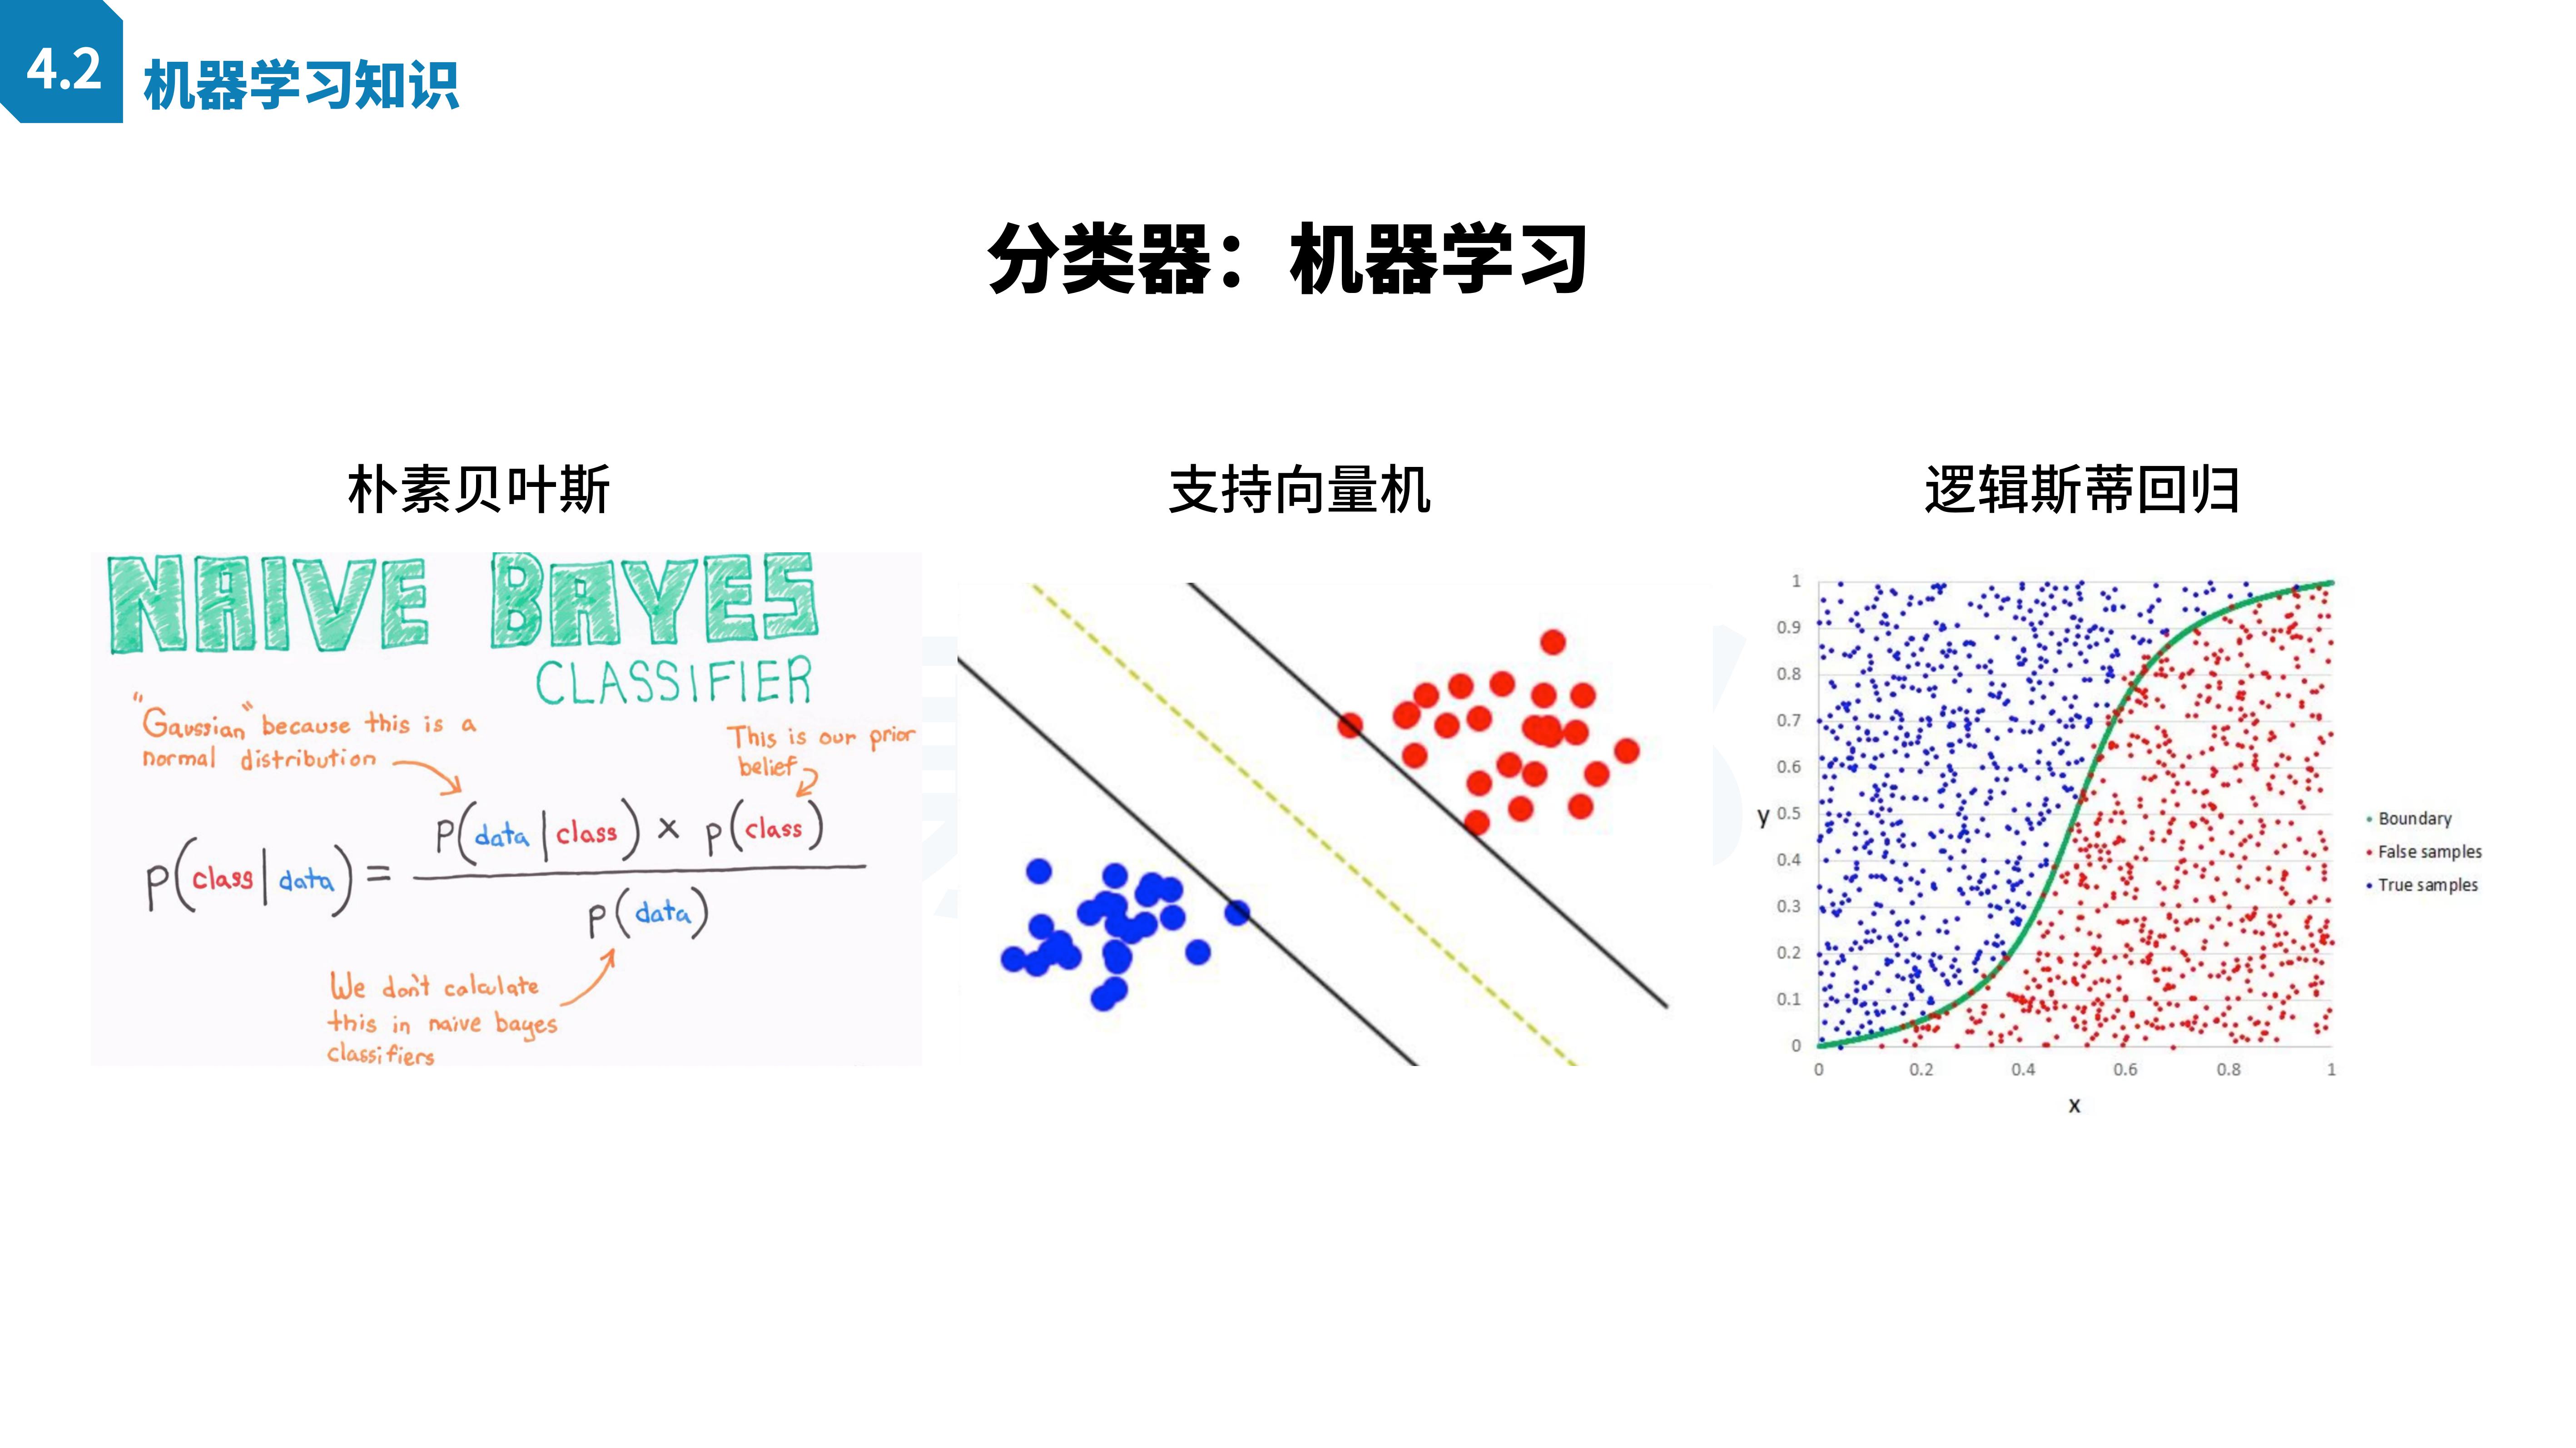 4.2
机器学习知识
分类器：机器学习
朴素贝叶斯
NAIVE BAYES
CLASSIFIER
"Gaussian" because this is a
normal distribution
This is our prior
belief
P(class|data) = P(data|class) x P(class)
P(data)
We don't calculate
this in naive bayes
classifiers
支持向量机
逻辑斯蒂回归
1
0.9
0.8
0.7
0.6
y 0.5
0.4
0.3
0.2
0.1
0
0 0.2 0.4 0.6 0.8 1
x
Boundary
False samples
True samples